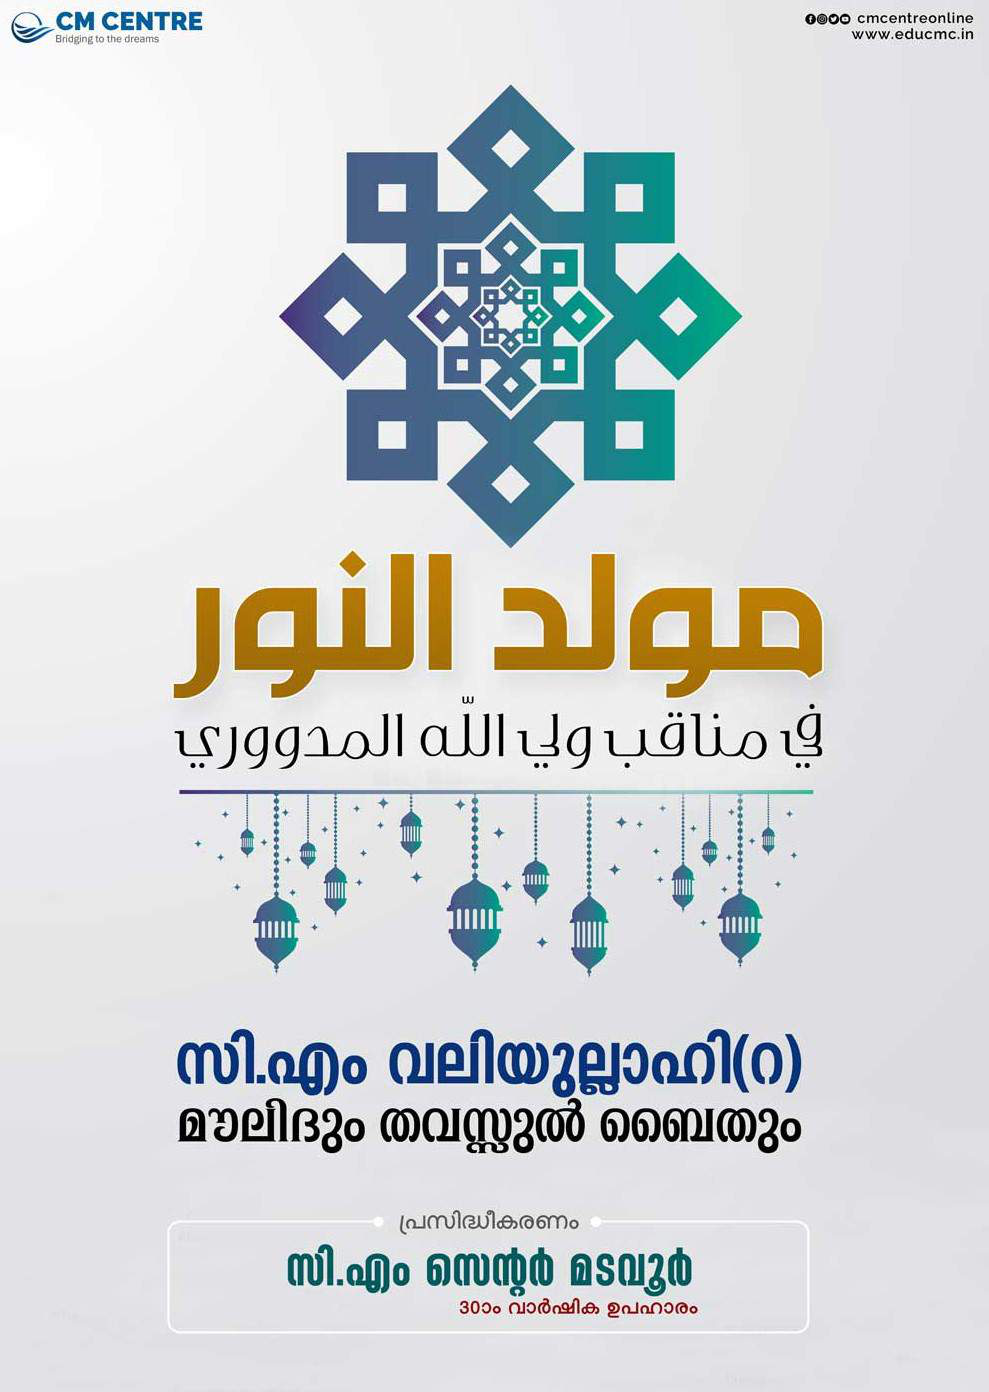 CM CENTRE
Bridging to the dreams
cmcentreonline
www.educmc.in
مولد النور
في مناقب ولي الله المدووري
സി.എം വലിയുല്ലാഹി(റ)
മൗലിദും തവസ്സുൽ ബൈതും
പ്രസിദ്ധീകരണം
സി.എം സെന്റർ മടവൂർ
30ാം വാർഷിക ഉപഹാരം